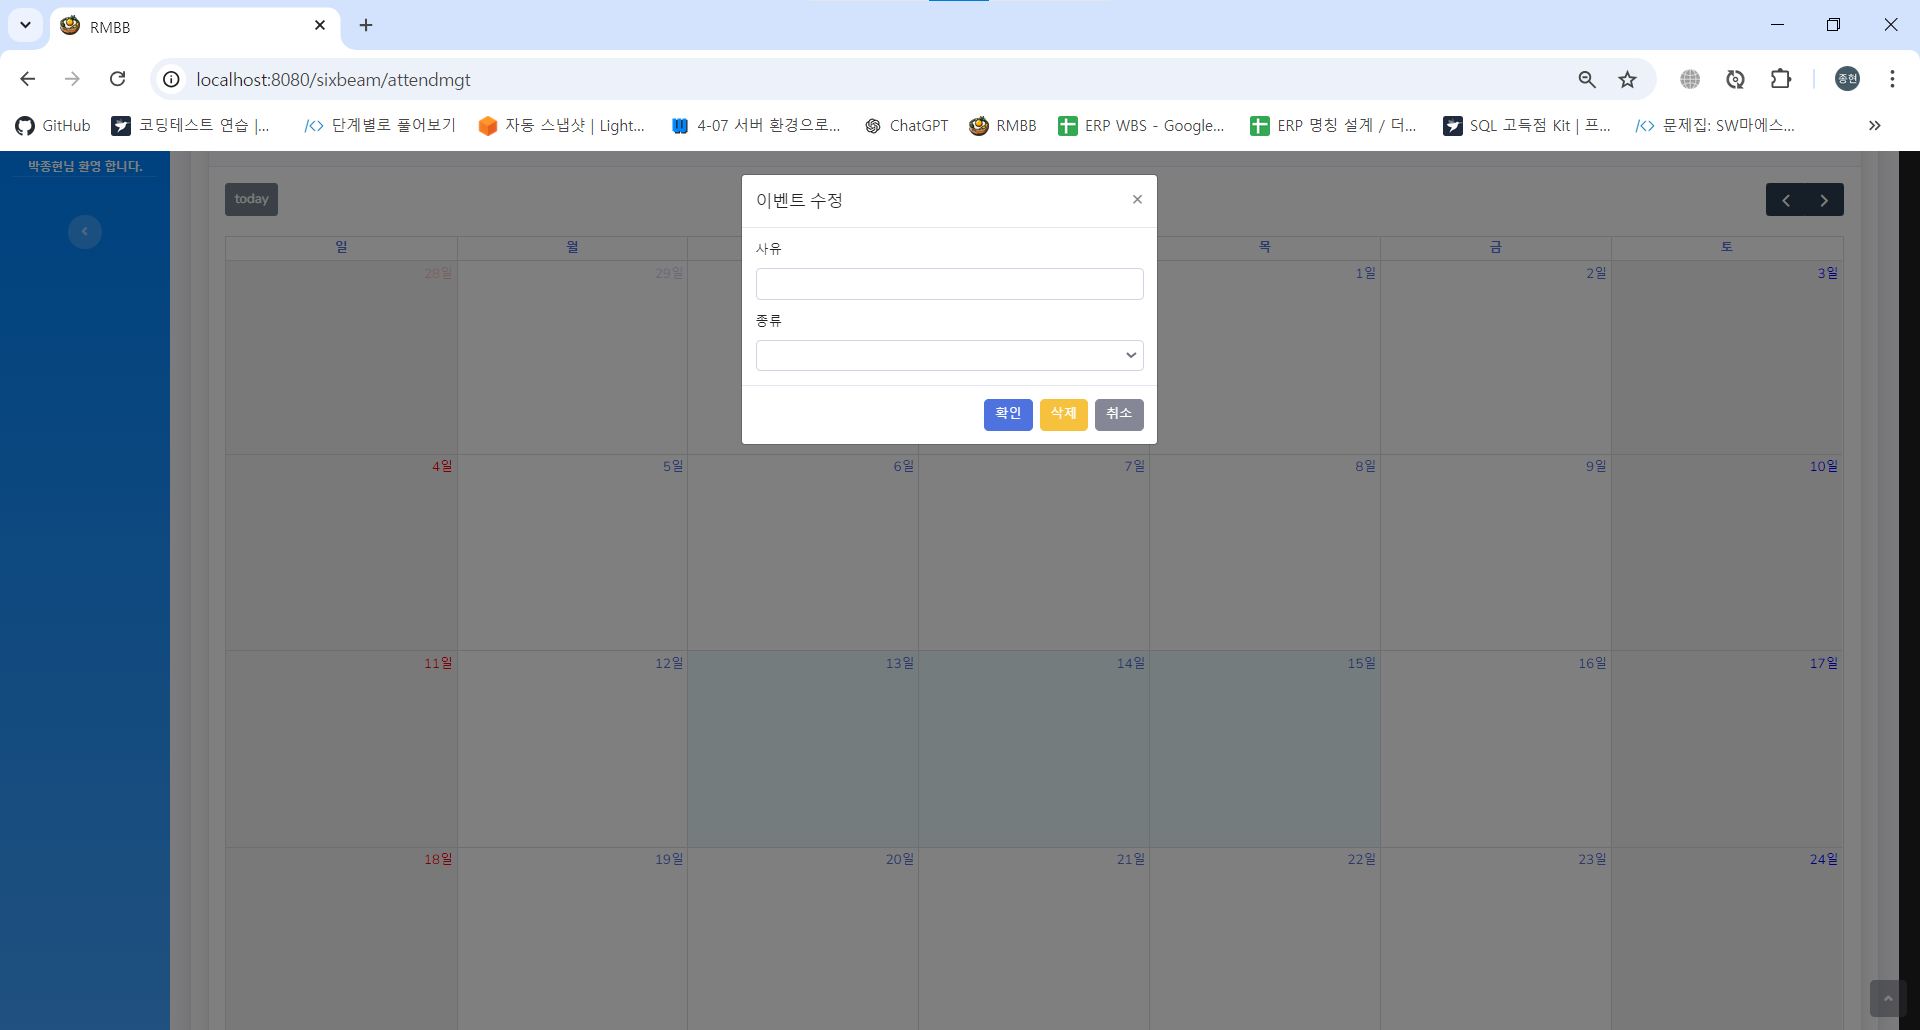 RMBB
localhost:8080/sixbeam/attendmgt
종현
GitHub 코딩테스트 연습 |... 단계별로 풀어보기 자동 스냅샷 | Light... 4-07 서버 환경으로... ChatGPT RMBB ERP WBS - Google... ERP 명칭 설계 / 더... SQL 고득점 Kit | 프... 문제집: SW마에스...
박종현님 환영 합니다.
today
이벤트 수정
사유
종류
확인 삭제 취소
일 월 목 금 토
28일 29일 1일 2일 3일
4일 5일 6일 7일 8일 9일 10일
11일 12일 13일 14일 15일 16일 17일
18일 19일 20일 21일 22일 23일 24일